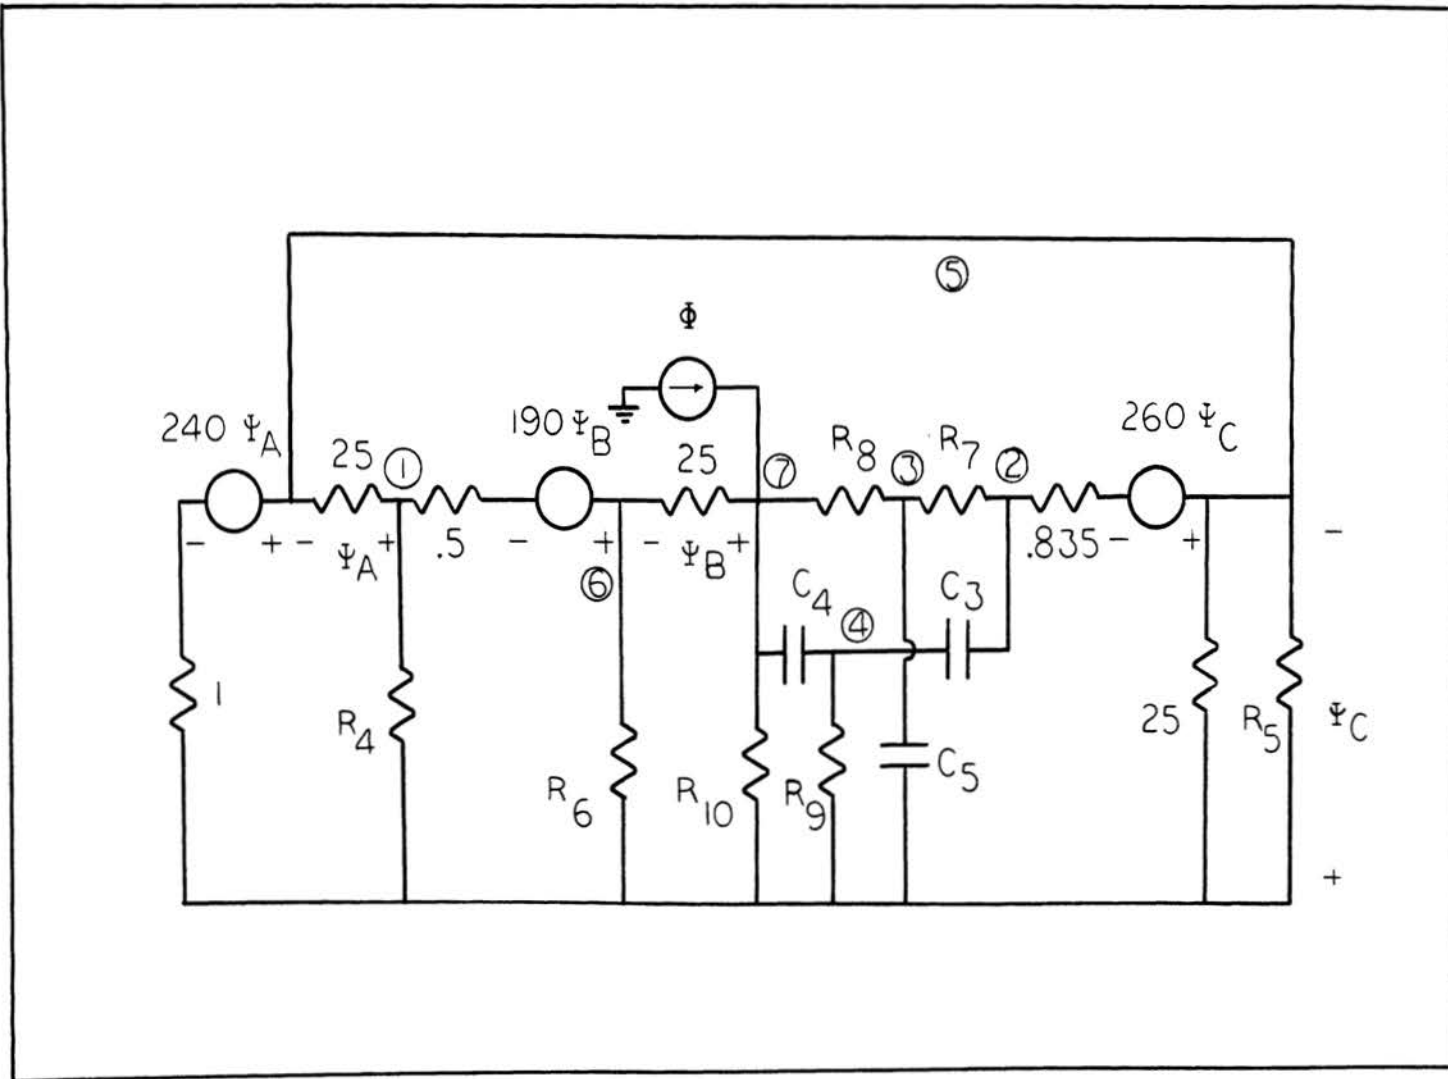 ⑤
Φ
240 Ψ_A
190 Ψ_B
260 Ψ_C
25 ① 25 ⑦ R_8 ③ R_7 ②
- + - Ψ_A + .5 - + - Ψ_B + .835 - + -
⑥ C_4 ④ C_3
1 R_4 25 R_5 Ψ_C
R_6 R_10 R_9 C_5
+